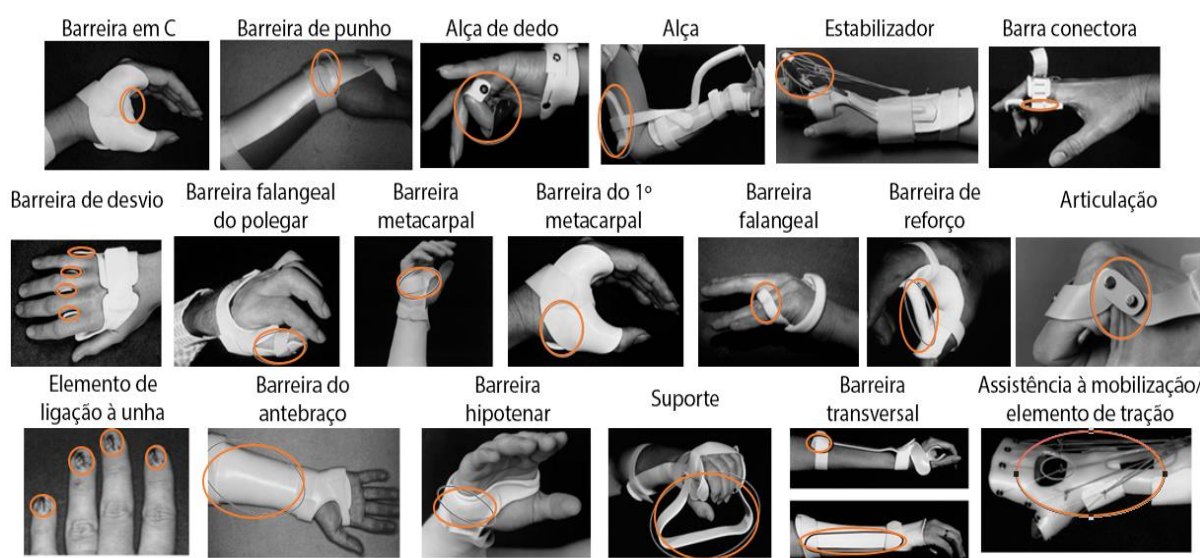 Barreira em C
Barreira de punho
Alça de dedo
Alça
Estabilizador
Barra conectora
Barreira de desvio
Barreira falangeal
do polegar
Barreira
metacarpal
Barreira do 1º
metacarpal
Barreira
falangeal
Barreira de
reforço
Articulação
Elemento de
ligação à unha
Barreira do
antebraço
Barreira
hipotenar
Suporte
Barreira
transversal
Assistência à mobilização/
elemento de tração